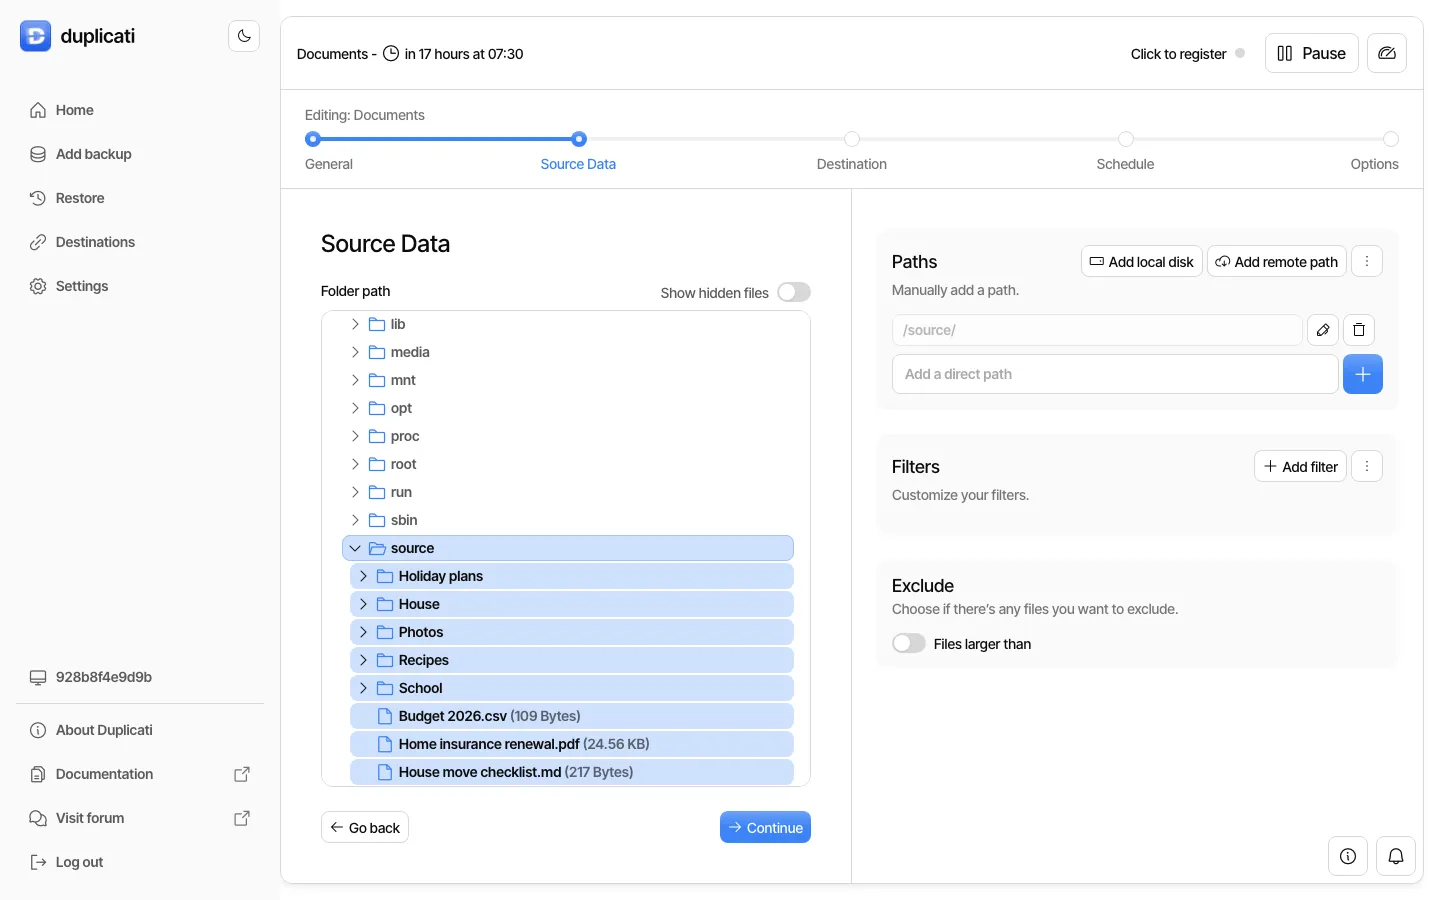 duplicati
Home
Add backup
Restore
Destinations
Settings
928b8f4e9d9b
About Duplicati
Documentation
Visit forum
Log out
Documents - in 17 hours at 07:30
Click to register
Pause
Editing: Documents
General
Source Data
Destination
Schedule
Options
Source Data
Folder path
Show hidden files
lib
media
mnt
opt
proc
root
run
sbin
source
Holiday plans
House
Photos
Recipes
School
Budget 2026.csv (109 Bytes)
Home insurance renewal.pdf (24.56 KB)
House move checklist.md (217 Bytes)
Go back
Continue
Paths
Add local disk
Add remote path
Manually add a path.
/source/
Add a direct path
Filters
Add filter
Customize your filters.
Exclude
Choose if there's any files you want to exclude.
Files larger than